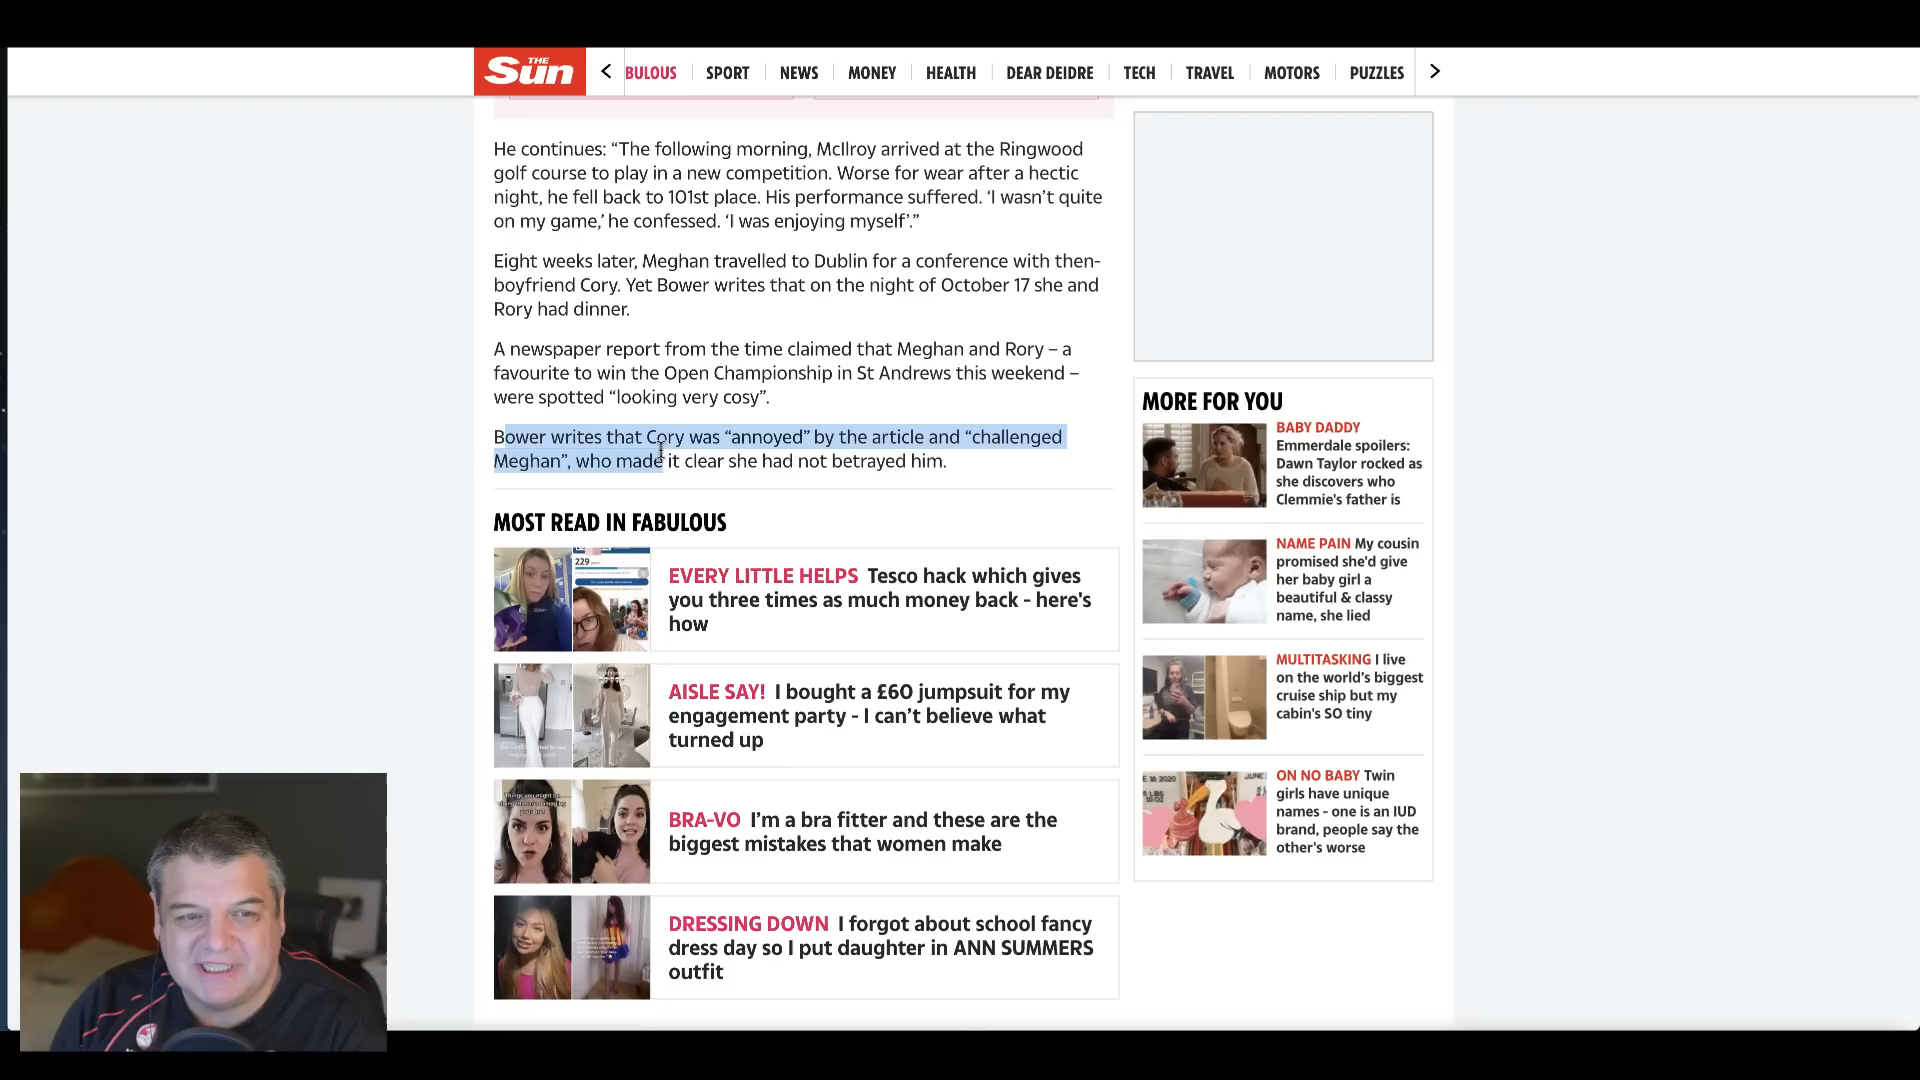 THE
Sun
BULOUS
SPORT
NEWS
MONEY
HEALTH
DEAR DEIDRE
TECH
TRAVEL
MOTORS
PUZZLES
He continues: “The following morning, McIlroy arrived at the Ringwood
golf course to play in a new competition. Worse for wear after a hectic
night, he fell back to 101st place. His performance suffered. ‘I wasn’t quite
on my game,’ he confessed. ‘I was enjoying myself’.”
Eight weeks later, Meghan travelled to Dublin for a conference with then-
boyfriend Cory. Yet Bower writes that on the night of October 17 she and
Rory had dinner.
A newspaper report from the time claimed that Meghan and Rory – a
favourite to win the Open Championship in St Andrews this weekend –
were spotted “looking very cosy”.
Bower writes that Cory was “annoyed” by the article and “challenged
Meghan”, who made it clear she had not betrayed him.
MOST READ IN FABULOUS
229
EVERY LITTLE HELPS Tesco hack which gives
you three times as much money back - here's
how
AISLE SAY! I bought a £60 jumpsuit for my
engagement party - I can’t believe what
turned up
Things you might be
BRA-VO I’m a bra fitter and these are the
biggest mistakes that women make
DRESSING DOWN I forgot about school fancy
dress day so I put daughter in ANN SUMMERS
outfit
MORE FOR YOU
BABY DADDY
Emmerdale spoilers:
Dawn Taylor rocked as
she discovers who
Clemmie's father is
NAME PAIN My cousin
promised she'd give
her baby girl a
beautiful & classy
name, she lied
MULTITASKING I live
on the world’s biggest
cruise ship but my
cabin's SO tiny
ON NO BABY Twin
girls have unique
names - one is an IUD
brand, people say the
other's worse